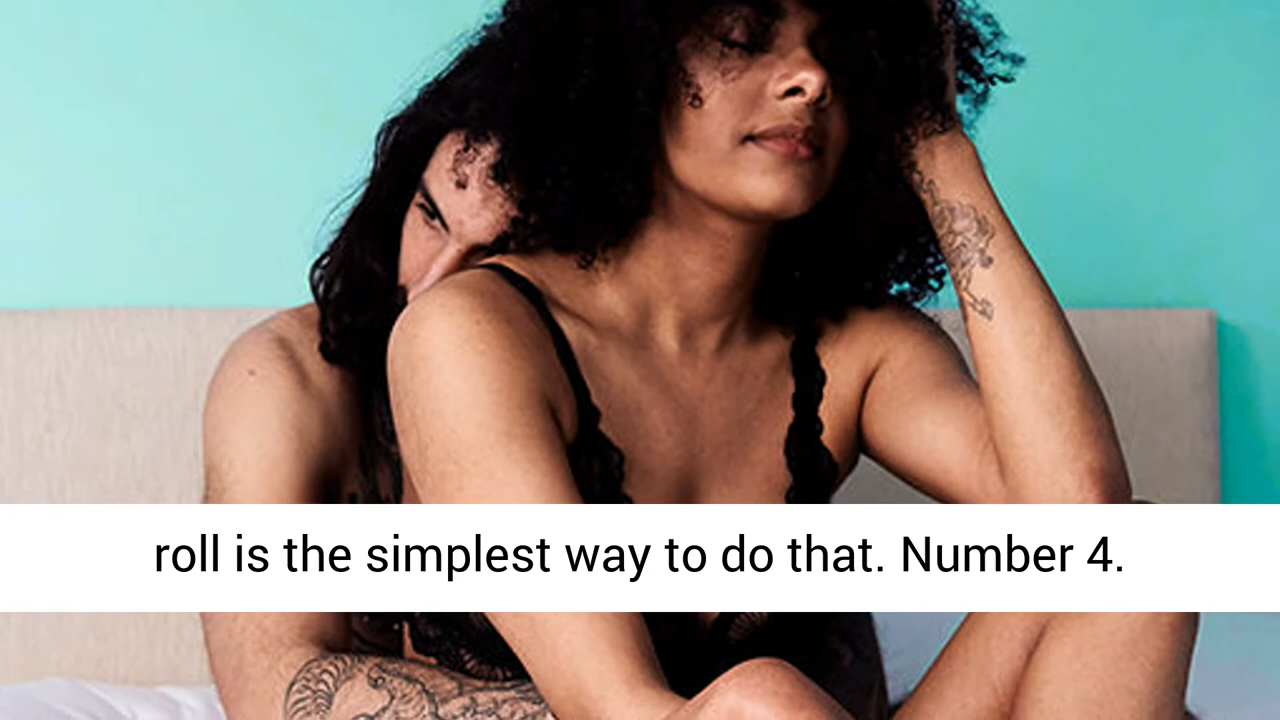 roll is the simplest way to do that. Number 4.